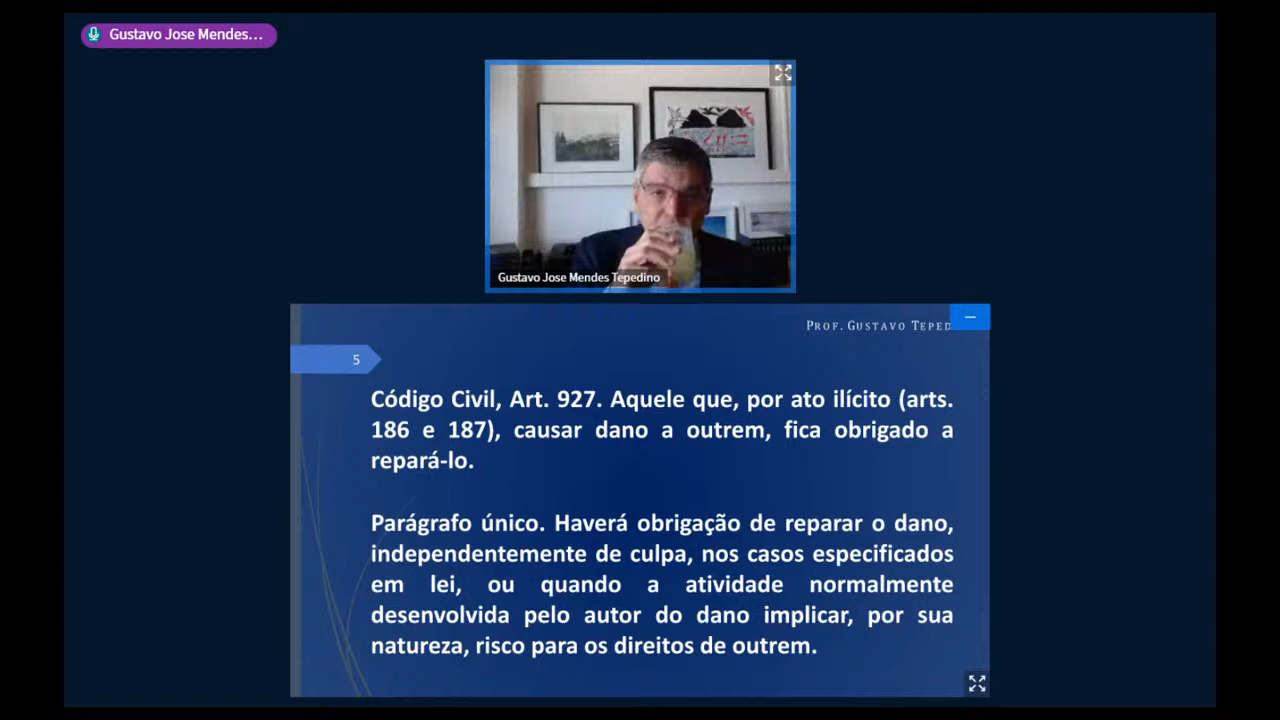 Gustavo Jose Mendes...
Gustavo Jose Mendes Tepedino
PROF. GUSTAVO TEPED
5
Código Civil, Art. 927. Aquele que, por ato ilícito (arts.
186 e 187), causar dano a outrem, fica obrigado a
repará-lo.
Parágrafo único. Haverá obrigação de reparar o dano,
independentemente de culpa, nos casos especificados
em lei, ou quando a atividade normalmente
desenvolvida pelo autor do dano implicar, por sua
natureza, risco para os direitos de outrem.